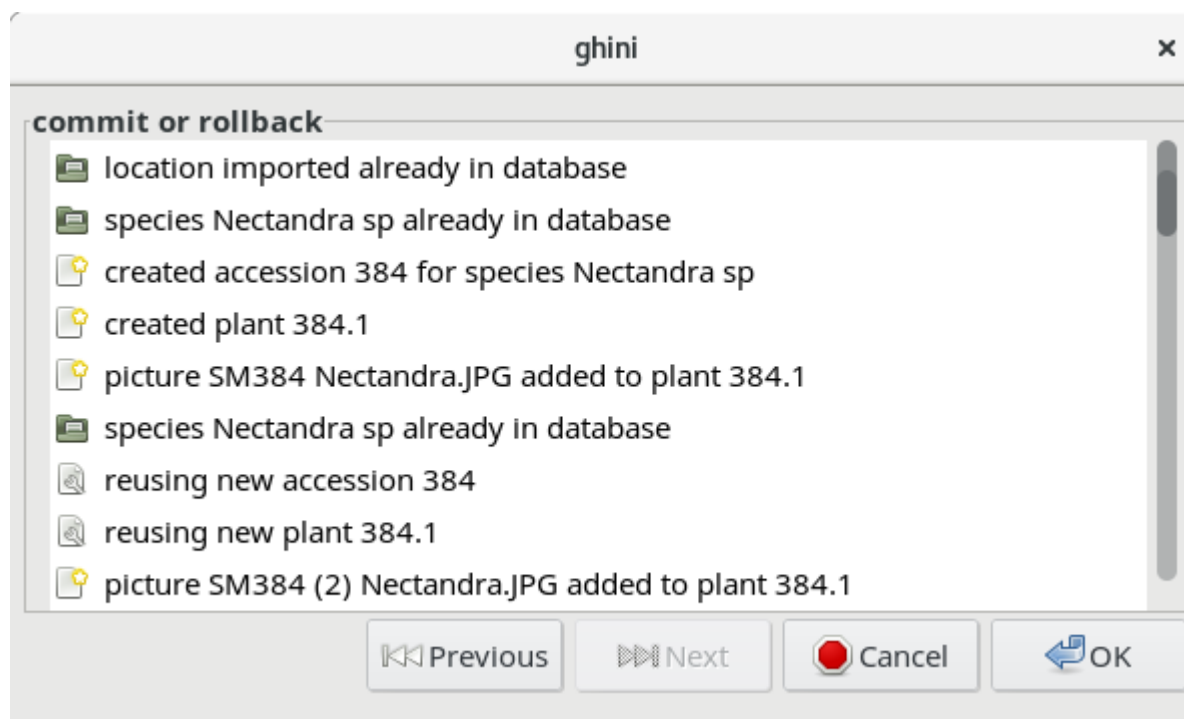 ghini
commit or rollback
location imported already in database
species Nectandra sp already in database
created accession 384 for species Nectandra sp
created plant 384.1
picture SM384 Nectandra.JPG added to plant 384.1
species Nectandra sp already in database
reusing new accession 384
reusing new plant 384.1
picture SM384 (2) Nectandra.JPG added to plant 384.1
Previous Next Cancel OK